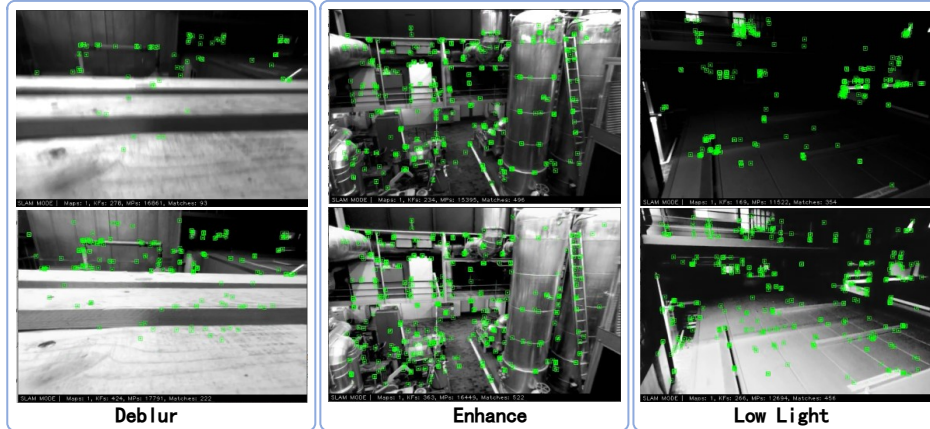 SLAM MODE | Maps: 1, KFs: 278, MPs: 16861, Matches: 93
SLAM MODE | Maps: 1, KFs: 424, MPs: 17791, Matches: 222
Deblur
SLAM MODE | Maps: 1, KFs: 234, MPs: 15395, Matches: 496
SLAM MODE | Maps: 1, KFs: 363, MPs: 16449, Matches: 522
Enhance
SLAM MODE | Maps: 1, KFs: 169, MPs: 11522, Matches: 354
SLAM MODE | Maps: 1, KFs: 266, MPs: 12694, Matches: 456
Low Light